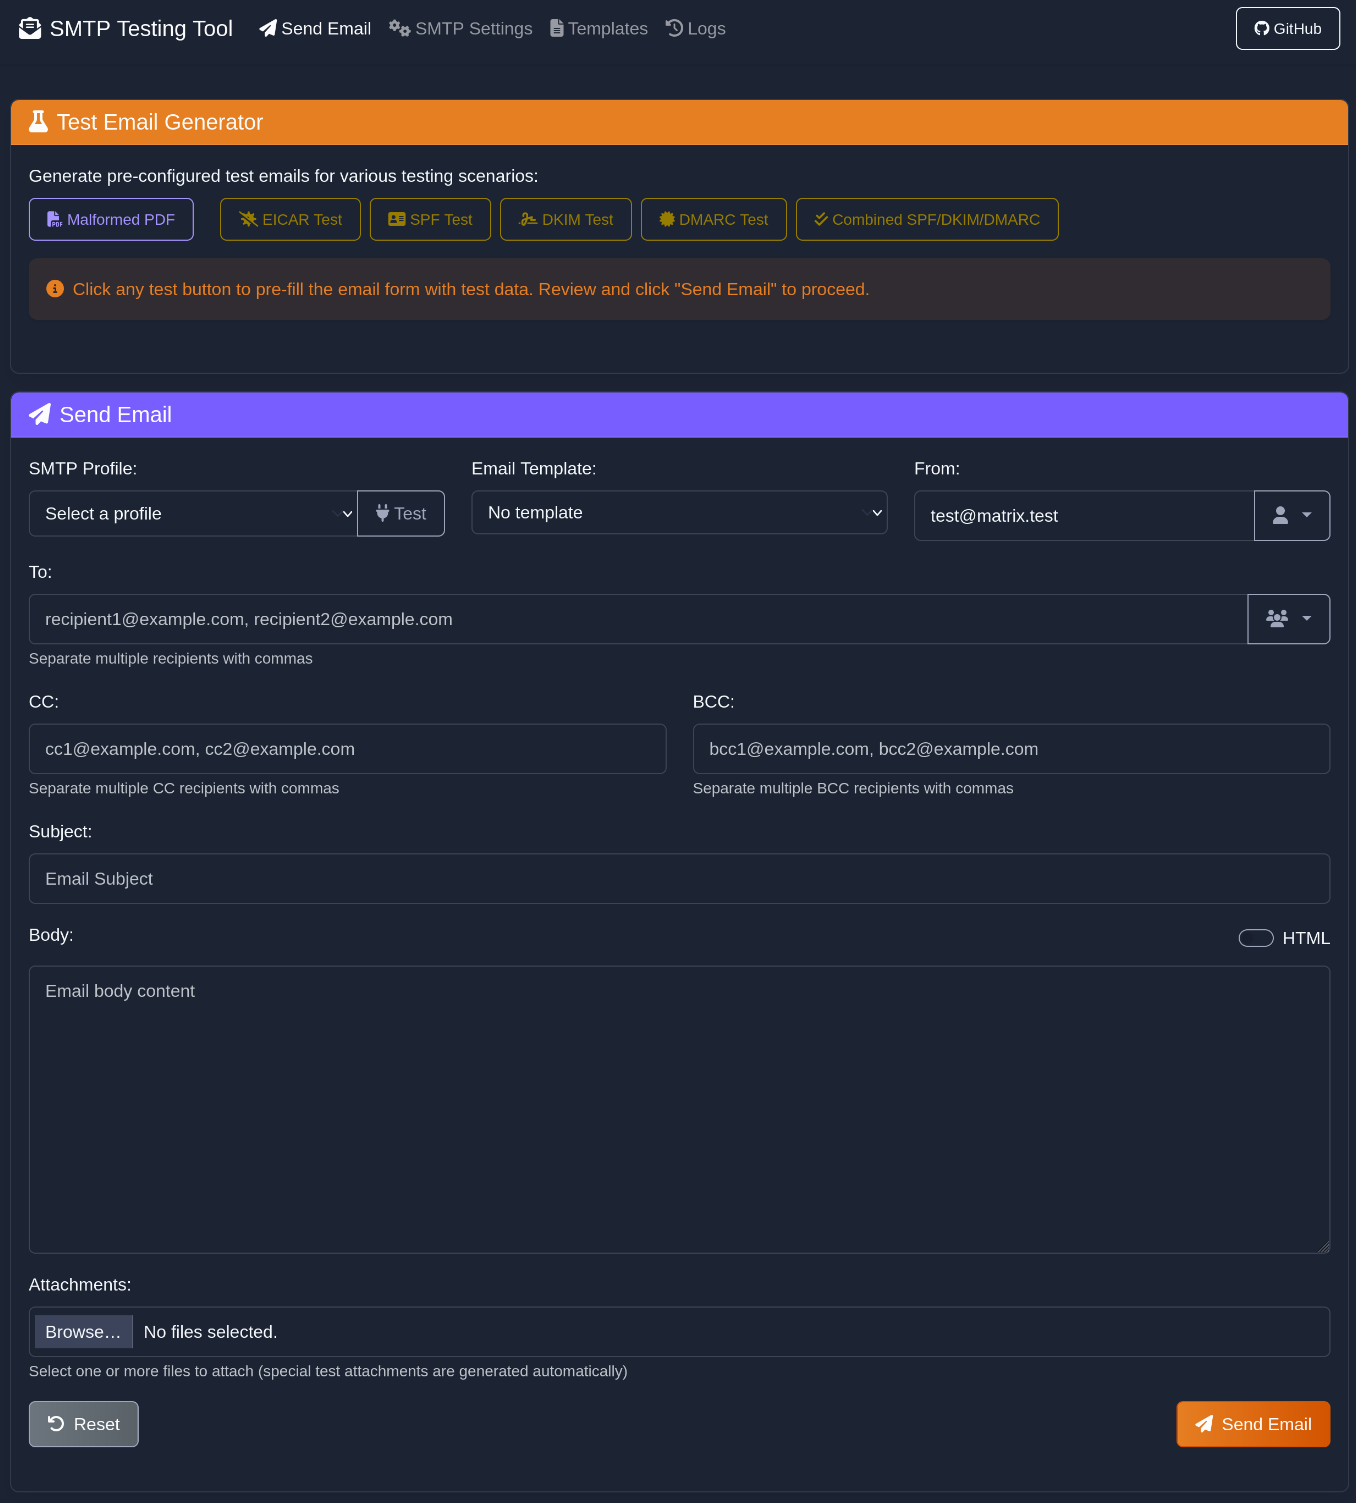 SMTP Testing Tool Send Email SMTP Settings Templates Logs GitHub
Test Email Generator
Generate pre-configured test emails for various testing scenarios:
Malformed PDF EICAR Test SPF Test DKIM Test DMARC Test Combined SPF/DKIM/DMARC
Click any test button to pre-fill the email form with test data. Review and click "Send Email" to proceed.
Send Email
SMTP Profile: Email Template: From:
Select a profile Test No template test@matrix.test
To:
recipient1@example.com, recipient2@example.com
Separate multiple recipients with commas
CC: BCC:
cc1@example.com, cc2@example.com bcc1@example.com, bcc2@example.com
Separate multiple CC recipients with commas Separate multiple BCC recipients with commas
Subject:
Email Subject
Body: HTML
Email body content
Attachments:
Browse… No files selected.
Select one or more files to attach (special test attachments are generated automatically)
Reset Send Email